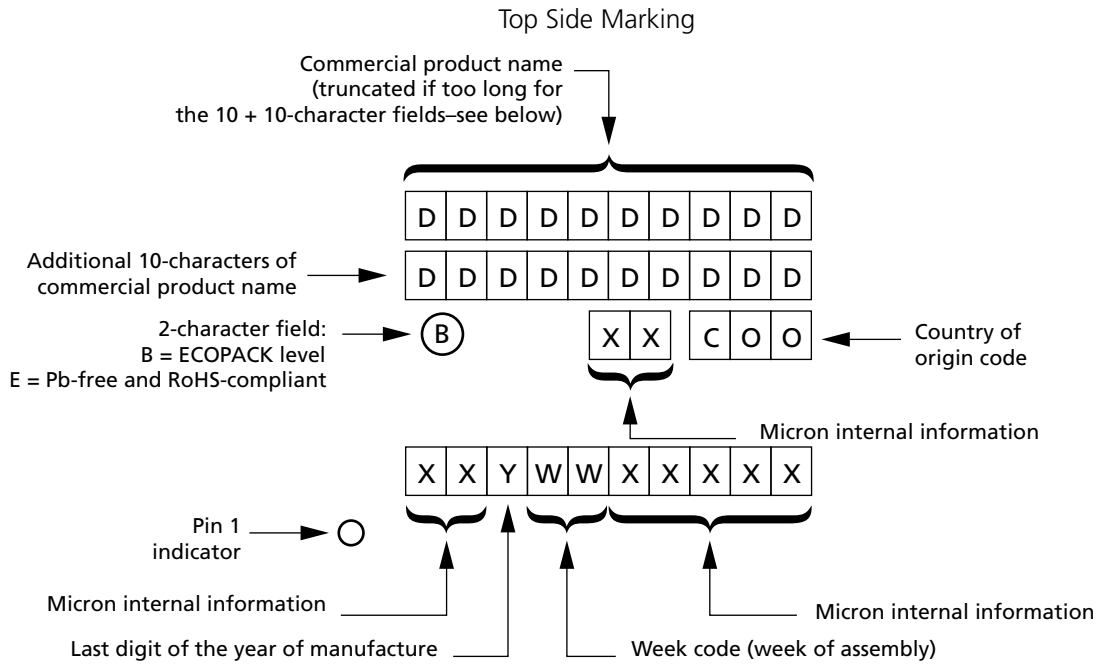 Top Side Marking
Commercial product name
(truncated if too long for
the 10 + 10-character fields–see below)
D D D D D D D D D D
Additional 10-characters of
commercial product name
D D D D D D D D D D
2-character field:
B = ECOPACK level
E = Pb-free and RoHS-compliant
B
X X
C O O
Country of
origin code
Micron internal information
X X Y W W X X X X X
Pin 1
indicator
Micron internal information
Micron internal information
Last digit of the year of manufacture
Week code (week of assembly)